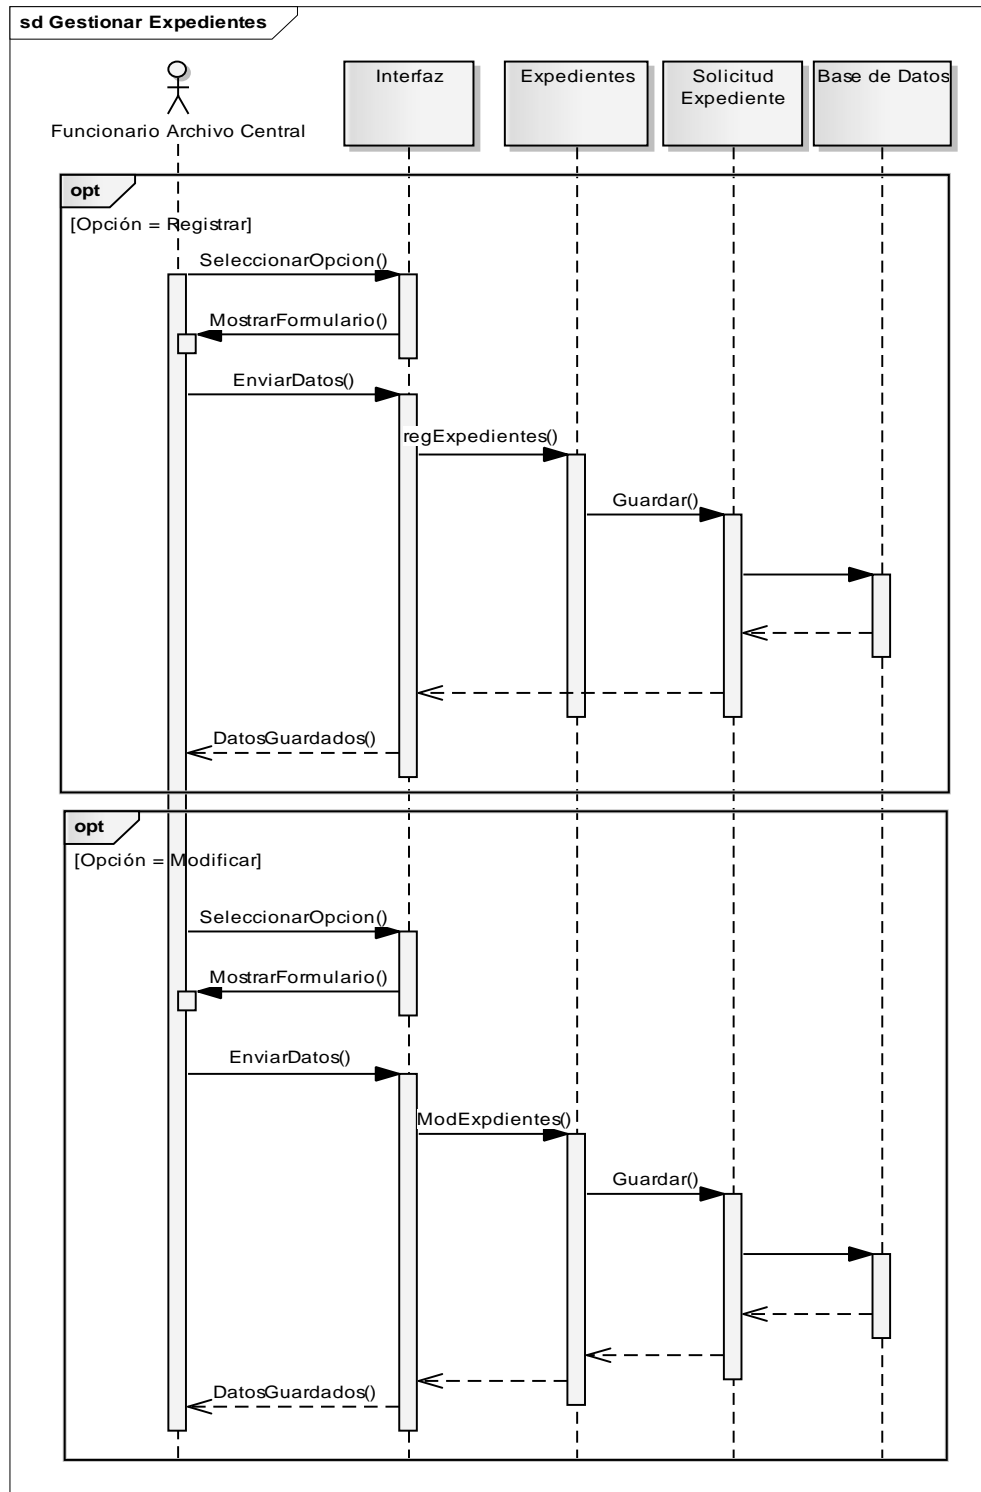 sd Gestionar Expedientes
Funcionario Archivo Central
Interfaz
Expedientes
Solicitud
Expediente
Base de Datos
opt
[Opción = Registrar]
SeleccionarOpcion()
MostrarFormulario()
EnviarDatos()
regExpedientes()
Guardar()
DatosGuardados()
opt
[Opción = Modificar]
SeleccionarOpcion()
MostrarFormulario()
EnviarDatos()
ModExpdientes()
Guardar()
DatosGuardados()